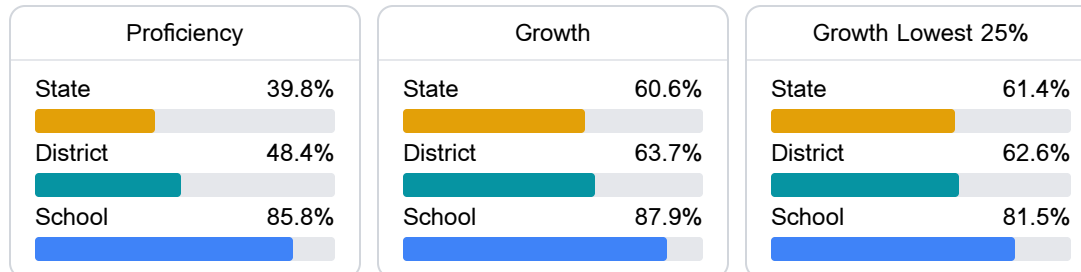 Proficiency
State 39.8%
District 48.4%
School 85.8%
Growth
State 60.6%
District 63.7%
School 87.9%
Growth Lowest 25%
State 61.4%
District 62.6%
School 81.5%